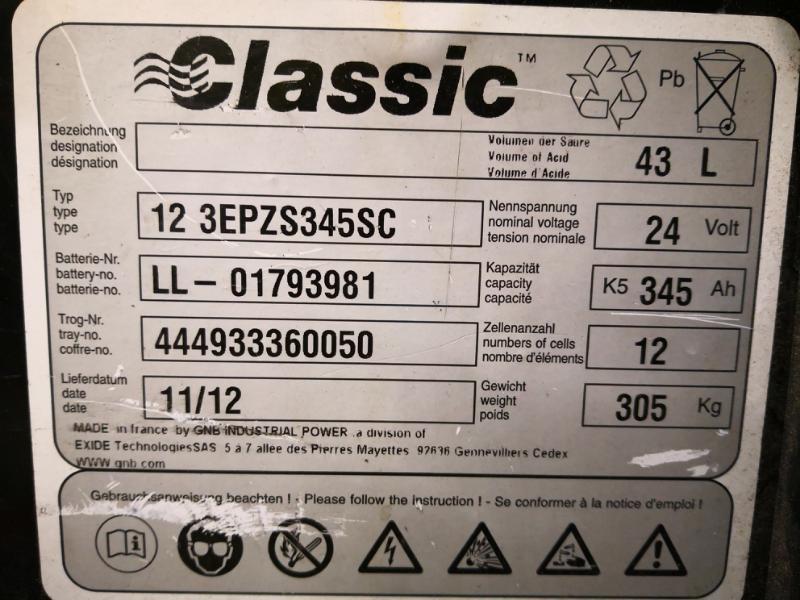 Classic™
Pb
Bezeichnung
designation
désignation
Volumen der Saure
Volume of Acid
Volume d'Acide
43 L
Typ
type
type
12 3EPZS345SC
Nennspannung
nominal voltage
tension nominale
24 Volt
Batterie-Nr.
battery-no.
batterie-no.
LL- 01793981
Kapazität
capacity
capacité
K5 345 Ah
Trog-Nr.
tray-no.
coffre-no.
444933360050
Zellenanzahl
numbers of cells
nombre d'éléments
12
Lieferdatum
date
date
11/12
Gewicht
weight
poids
305 Kg
MADE in france by GNB INDUSTRIAL POWER .a division of
EXIDE TechnologiesSAS 5 à 7 allee des Pierres Mayettes 92636 Gennevilliers Cedex
WWW gnb com
Gebrauchsanweisung beachten ! - Please follow the instruction ! - Se conformer à la notice d'emploi !